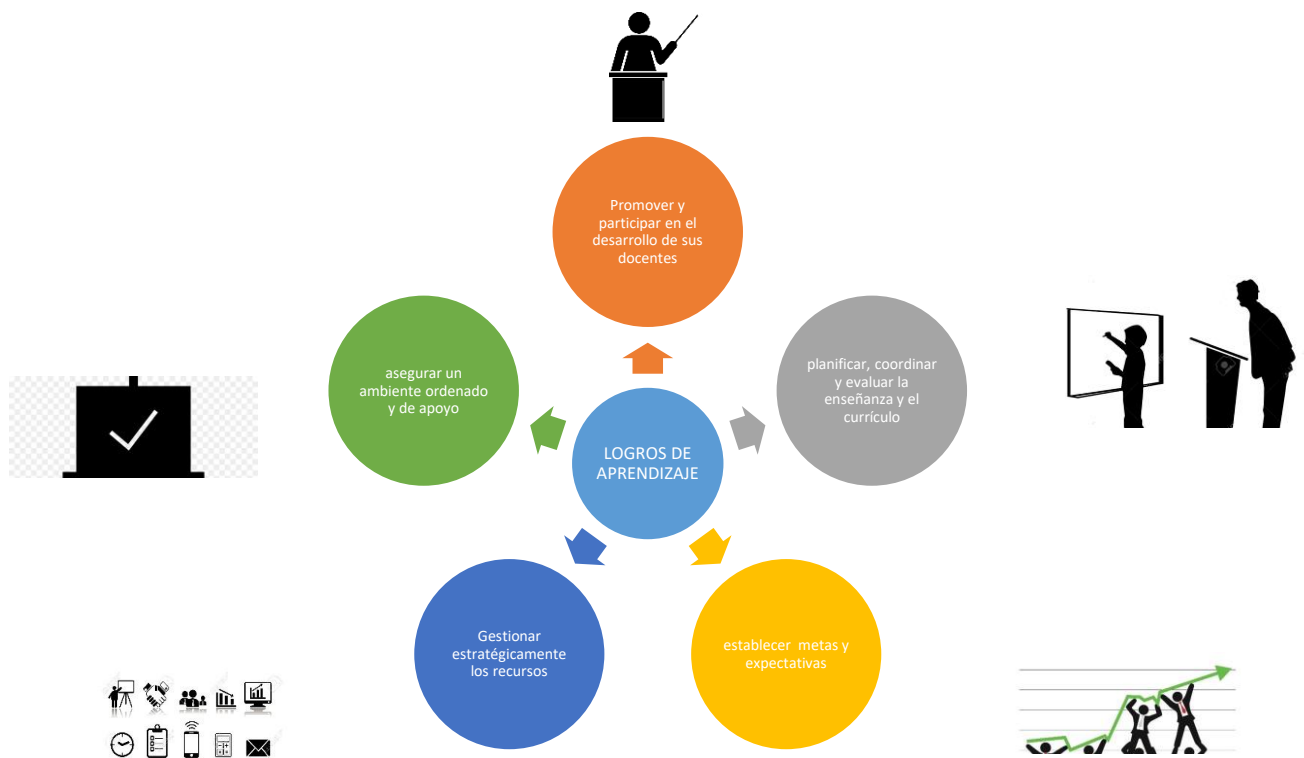 Promover y
participar en el
desarrollo de sus
docentes
asegurar un
ambiente ordenado
y de apoyo
planificar, coordinar
y evaluar la
enseñanza y el
currículo
LOGROS DE
APRENDIZAJE
Gestionar
estratégicamente
los recursos
establecer  metas y
expectativas